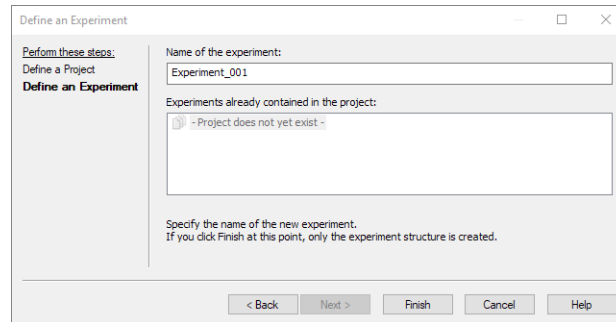 Define an Experiment
Perform these steps:
Define a Project
Define an Experiment
Name of the experiment:
Experiment_001
Experiments already contained in the project:
- Project does not yet exist -
Specify the name of the new experiment.
If you click Finish at this point, only the experiment structure is created.
< Back
Next >
Finish
Cancel
Help